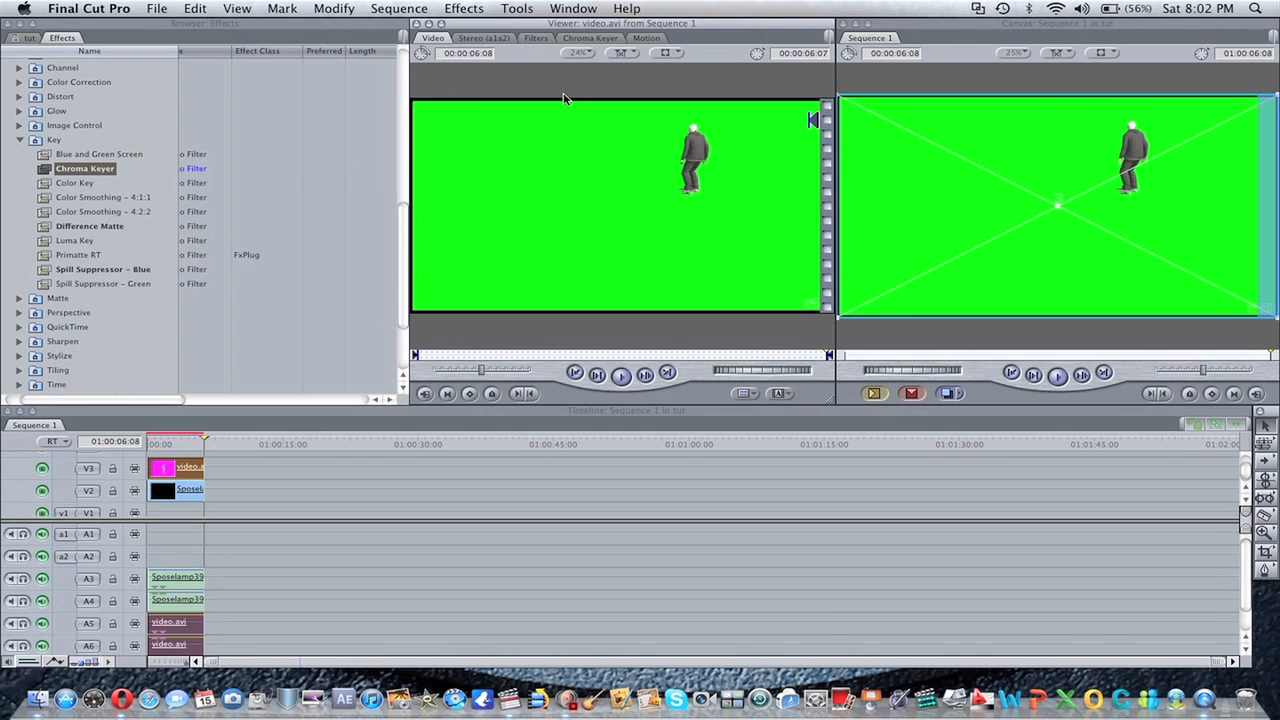 Final Cut Pro File Edit View Mark Modify Sequence Effects Tools Window Help (56%) Sat 8:02 PM
Browser: Effects
Viewer: video.avi from Sequence 1
Canvas: Sequence 1 in tut
tut Effects
Video Stereo (a1a2) Filters Chroma Keyer Motion
Sequence 1
Name Effect Class Preferred Length
00:00:06:08 24% 00:00:06:07
00:00:06:08 25% 01:00:06:08
Channel
Color Correction
Distort
Glow
Image Control
Key
Blue and Green Screen o Filter
Chroma Keyer o Filter
Color Key o Filter
Color Smoothing - 4:1:1 o Filter
Color Smoothing - 4:2:2 o Filter
Difference Matte o Filter
Luma Key o Filter
Primatte RT o Filter FxPlug
Spill Suppressor - Blue o Filter
Spill Suppressor - Green o Filter
Matte
Perspective
QuickTime
Sharpen
Stylize
Tiling
Time
3
Timeline: Sequence 1 in tut
Sequence 1
RT 01:00:06:08 00:00 01:00:15:00 01:00:30:00 01:00:45:00 01:01:00:00 01:01:15:00 01:01:30:00 01:01:45:00 01:02:0
V3 video.a
V2 Sposel
v1 V1
a1 A1
a2 A2
A3 Sposelamp39
A4 Sposelamp39
A5 video.avi
A6 video.avi